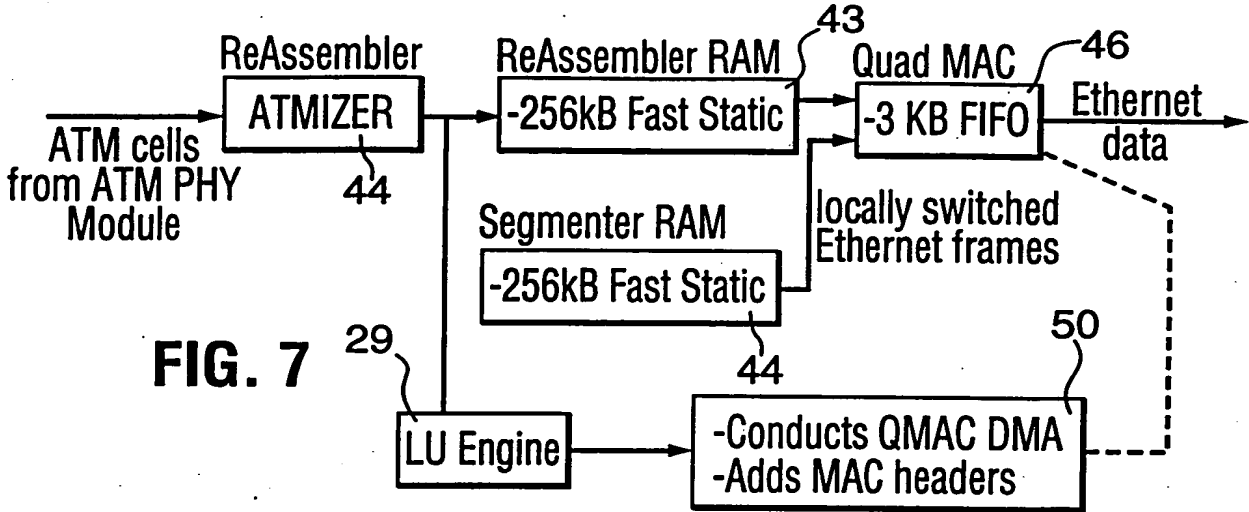 ReAssembler
ATMIZER
44
ATM cells
from ATM PHY
Module
ReAssembler RAM
43
-256kB Fast Static
Quad MAC
46
-3 KB FIFO
Ethernet
data
locally switched
Ethernet frames
Segmenter RAM
-256kB Fast Static
44
FIG. 7
29
LU Engine
50
-Conducts QMAC DMA
-Adds MAC headers